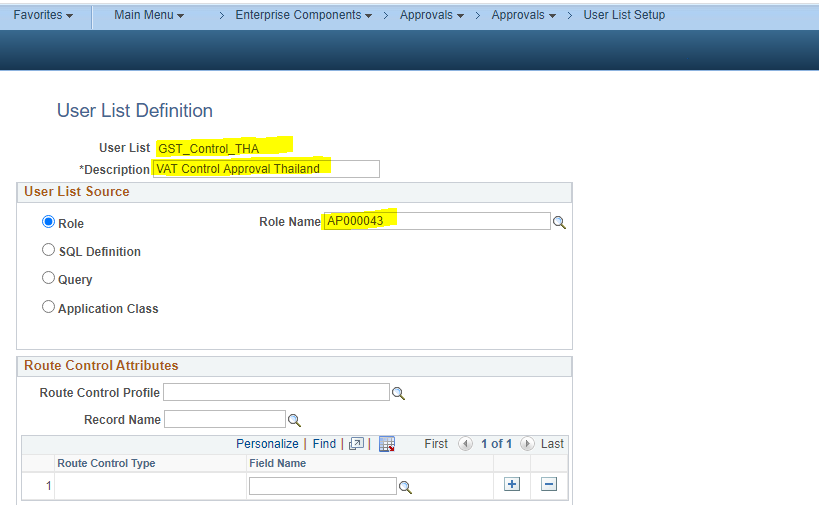 Favorites Main Menu > Enterprise Components > Approvals > Approvals > User List Setup
User List Definition
User List GST_Control_THA
*Description VAT Control Approval Thailand
User List Source
Role Role Name AP000043
SQL Definition
Query
Application Class
Route Control Attributes
Route Control Profile
Record Name
Personalize | Find | | First 1 of 1 Last
Route Control Type Field Name
1